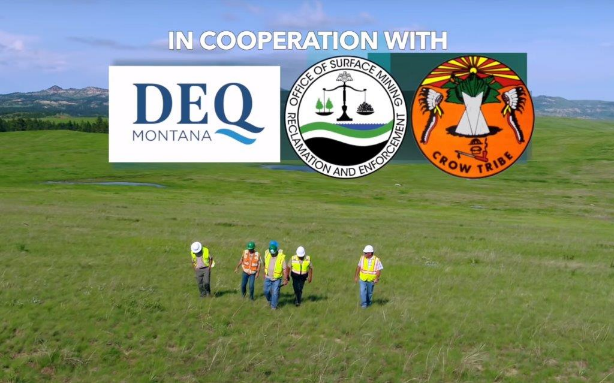 IN COOPERATION WITH
DEQ
MONTANA
OFFICE OF SURFACE MINING
RECLAMATION AND ENFORCEMENT
CROW TRIBE